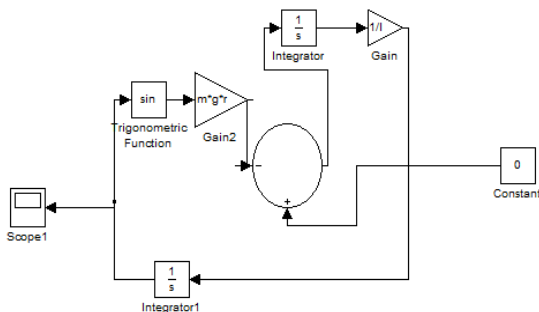 1
s
Integrator
1/I
Gain
sin
Trigonometric
Function
m*g*r
Gain2
−
+
0
Constant
Scope1
1
s
Integrator1